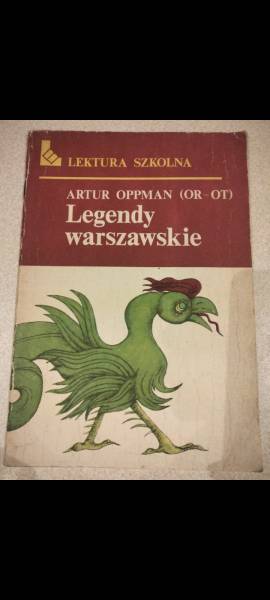 LEKTURA SZKOLNA
ARTUR OPPMAN (OR-OT)
Legendy
warszawskie